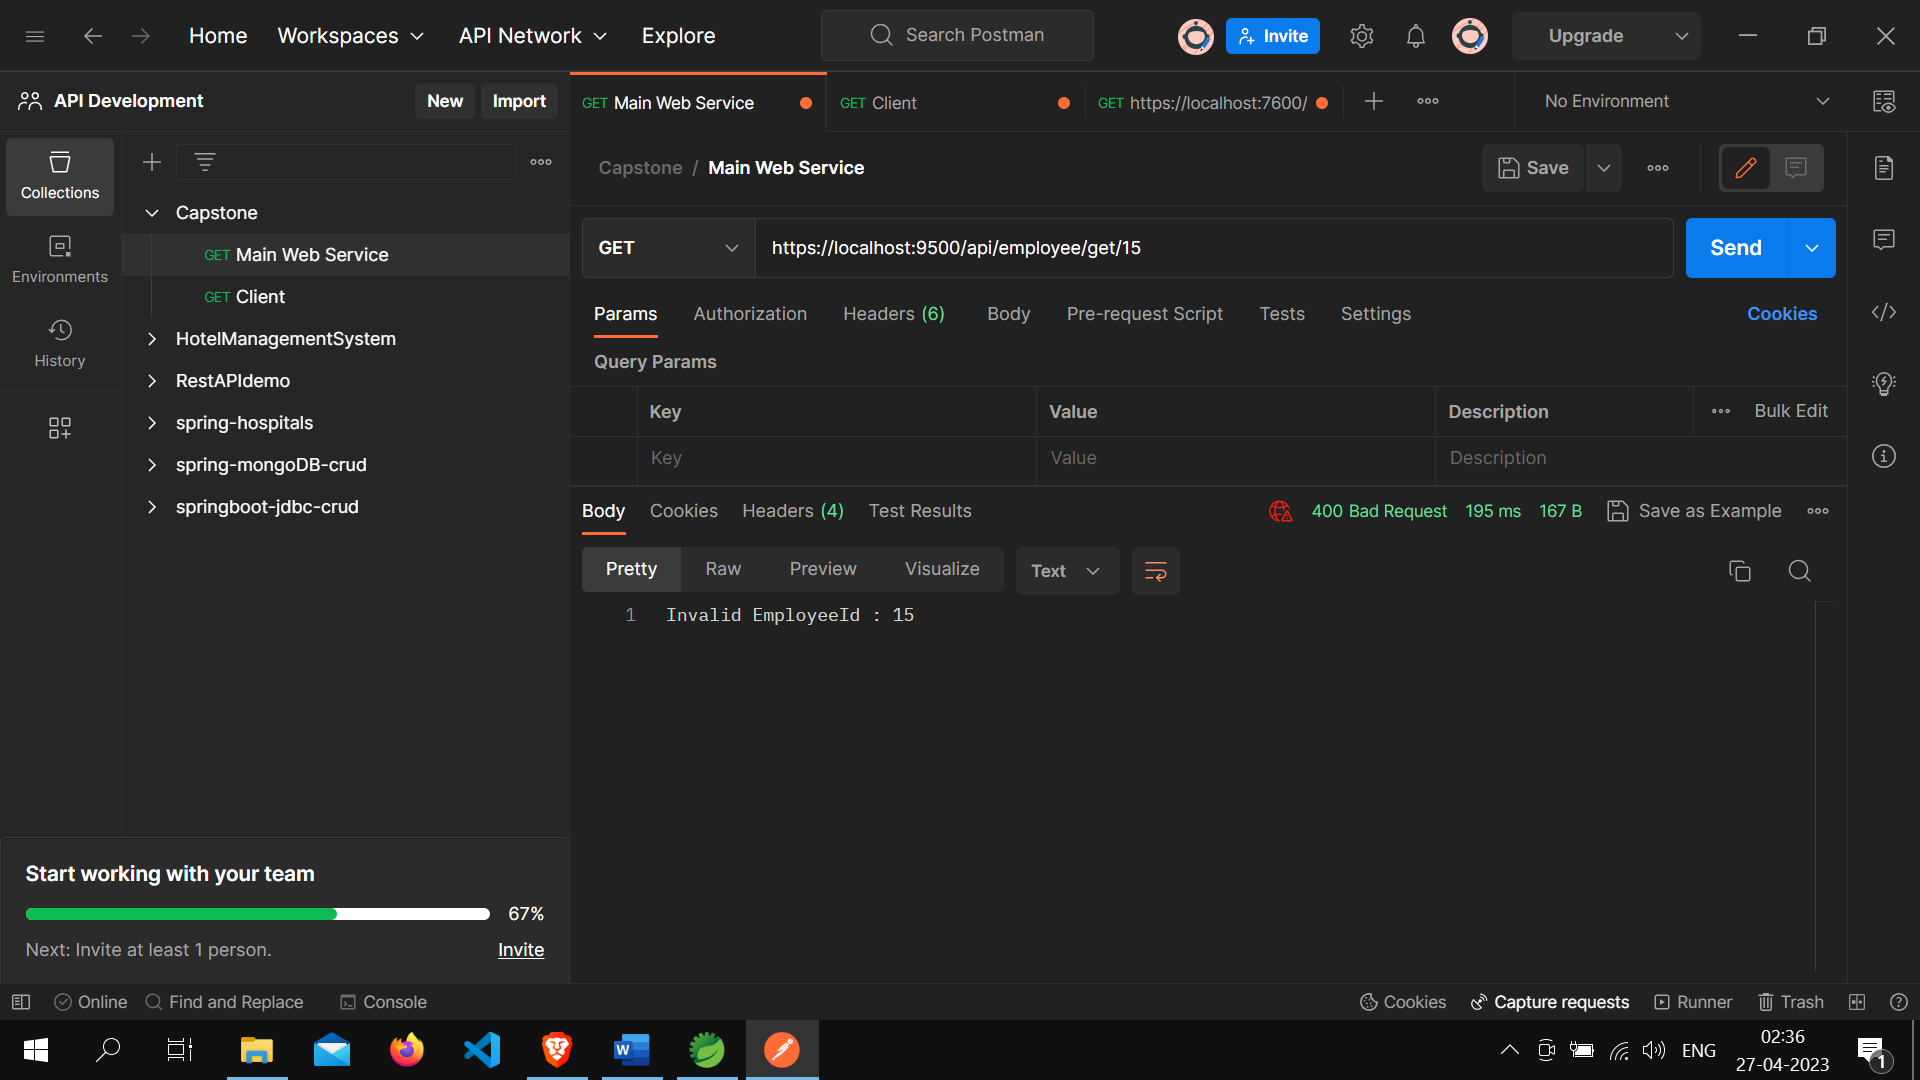 Home Workspaces API Network Explore Search Postman Invite Upgrade
API Development New Import
GET Main Web Service GET Client GET https://localhost:7600/ No Environment
Collections
Environments
History
Capstone
GET Main Web Service
GET Client
HotelManagementSystem
RestAPIdemo
spring-hospitals
spring-mongoDB-crud
springboot-jdbc-crud
Start working with your team
67%
Next: Invite at least 1 person. Invite
Capstone / Main Web Service Save
GET https://localhost:9500/api/employee/get/15 Send
Params Authorization Headers (6) Body Pre-request Script Tests Settings Cookies
Query Params
Key Value Description Bulk Edit
Key Value Description
Body Cookies Headers (4) Test Results 400 Bad Request 195 ms 167 B Save as Example
Pretty Raw Preview Visualize Text
1 Invalid EmployeeId : 15
Online Find and Replace Console Cookies Capture requests Runner Trash
W ENG 02:36
27-04-2023 1